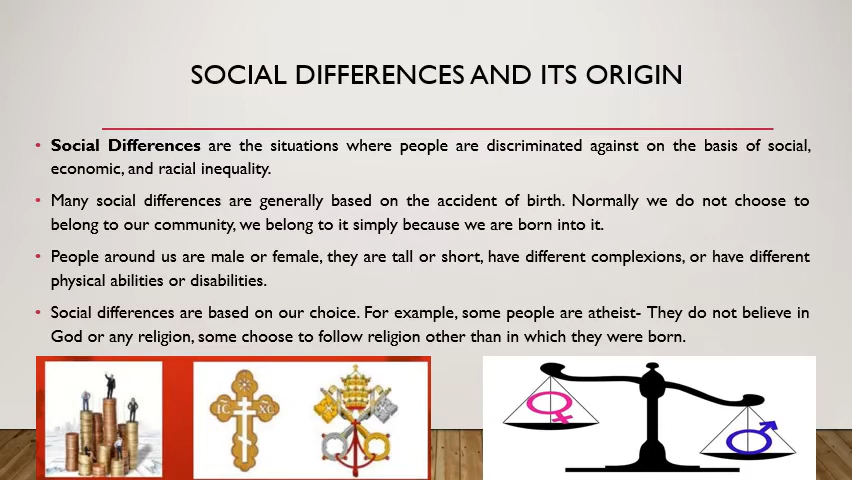 SOCIAL DIFFERENCES AND ITS ORIGIN
• Social Differences are the situations where people are discriminated against on the basis of social,
economic, and racial inequality.
• Many social differences are generally based on the accident of birth. Normally we do not choose to
belong to our community, we belong to it simply because we are born into it.
• People around us are male or female, they are tall or short, have different complexions, or have different
physical abilities or disabilities.
• Social differences are based on our choice. For example, some people are atheist- They do not believe in
God or any religion, some choose to follow religion other than in which they were born.
IC XC